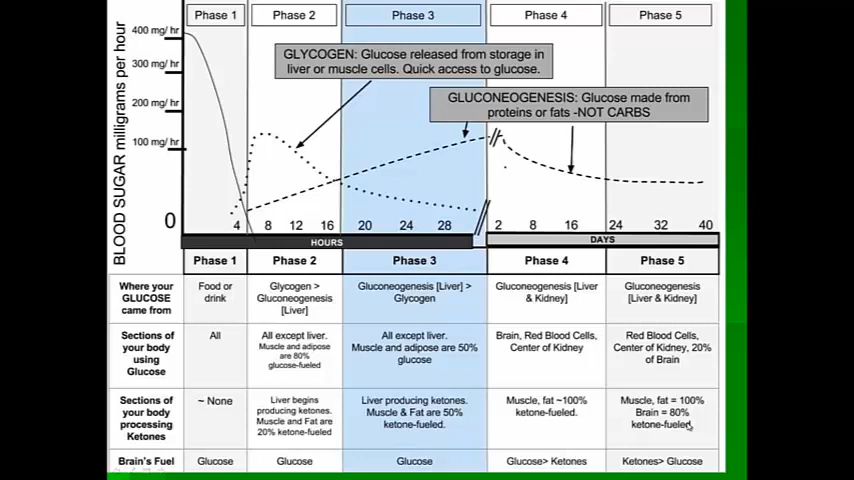 Phase 1
Phase 2
Phase 3
Phase 4
Phase 5
BLOOD SUGAR milligrams per hour
400 mg/ hr
300 mg/ hr
200 mg/ hr
100 mg/ hr
0
GLYCOGEN: Glucose released from storage in
liver or muscle cells. Quick access to glucose.
GLUCONEOGENESIS: Glucose made from
proteins or fats -NOT CARBS
4 8 12 16 20 24 28 2 8 16 24 32 40
HOURS
DAYS
Phase 1
Phase 2
Phase 3
Phase 4
Phase 5
Where your
GLUCOSE
came from
Food or
drink
Glycogen >
Gluconeogenesis
[Liver]
Gluconeogenesis [Liver] >
Glycogen
Gluconeogenesis [Liver
& Kidney]
Gluconeogenesis
[Liver & Kidney]
Sections of
your body
using
Glucose
All
All except liver.
Muscle and adipose
are 80%
glucose-fueled
All except liver.
Muscle and adipose are 50%
glucose
Brain, Red Blood Cells,
Center of Kidney
Red Blood Cells,
Center of Kidney, 20%
of Brain
Sections of
your body
processing
Ketones
~ None
Liver begins
producing ketones.
Muscle and Fat are
20% ketone-fueled
Liver producing ketones.
Muscle & Fat are 50%
ketone-fueled.
Muscle, fat ~100%
ketone-fueled.
Muscle, fat = 100%
Brain = 80%
ketone-fueled
Brain's Fuel
Glucose
Glucose
Glucose
Glucose> Ketones
Ketones> Glucose